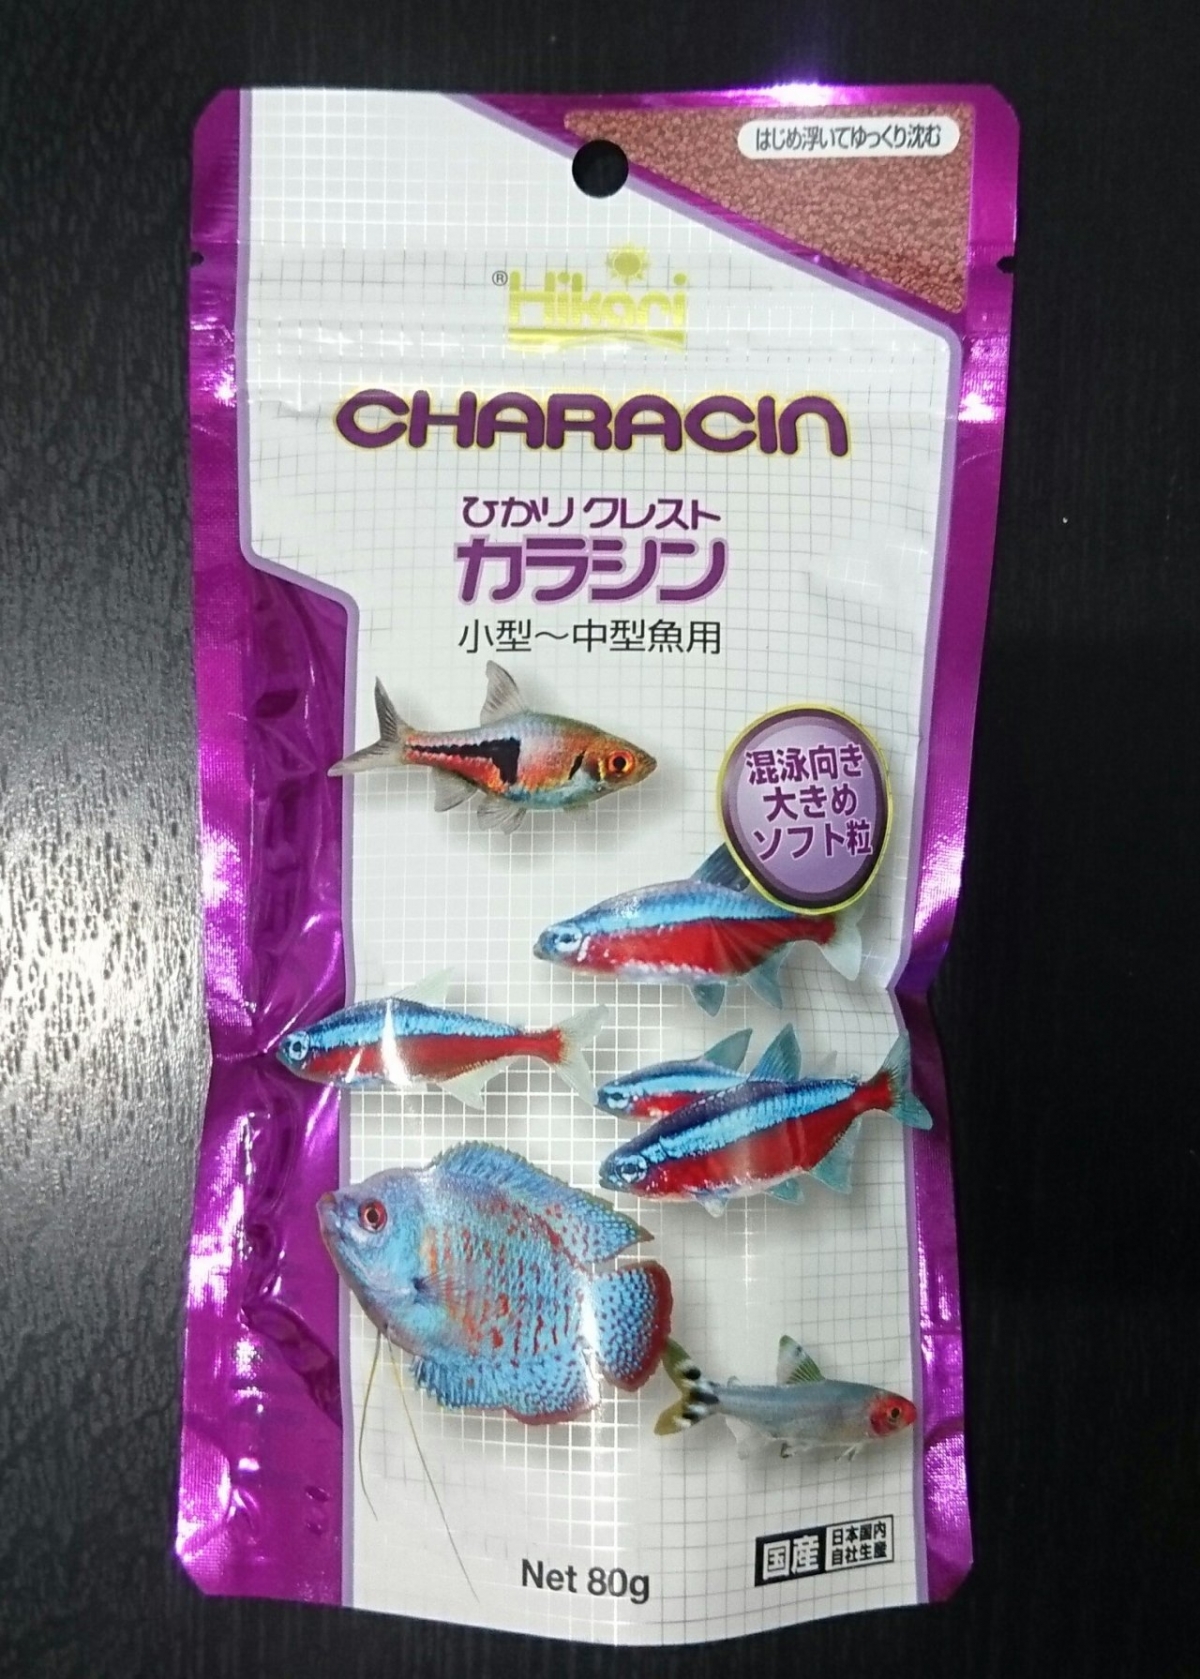 はじめ浮いてゆっくり沈む
®Hikari
CHARACIN
ひかりクレスト
カラシン
小型～中型魚用
混泳向き
大きめ
ソフト粒
Net 80g
国産
日本国内
自社生産